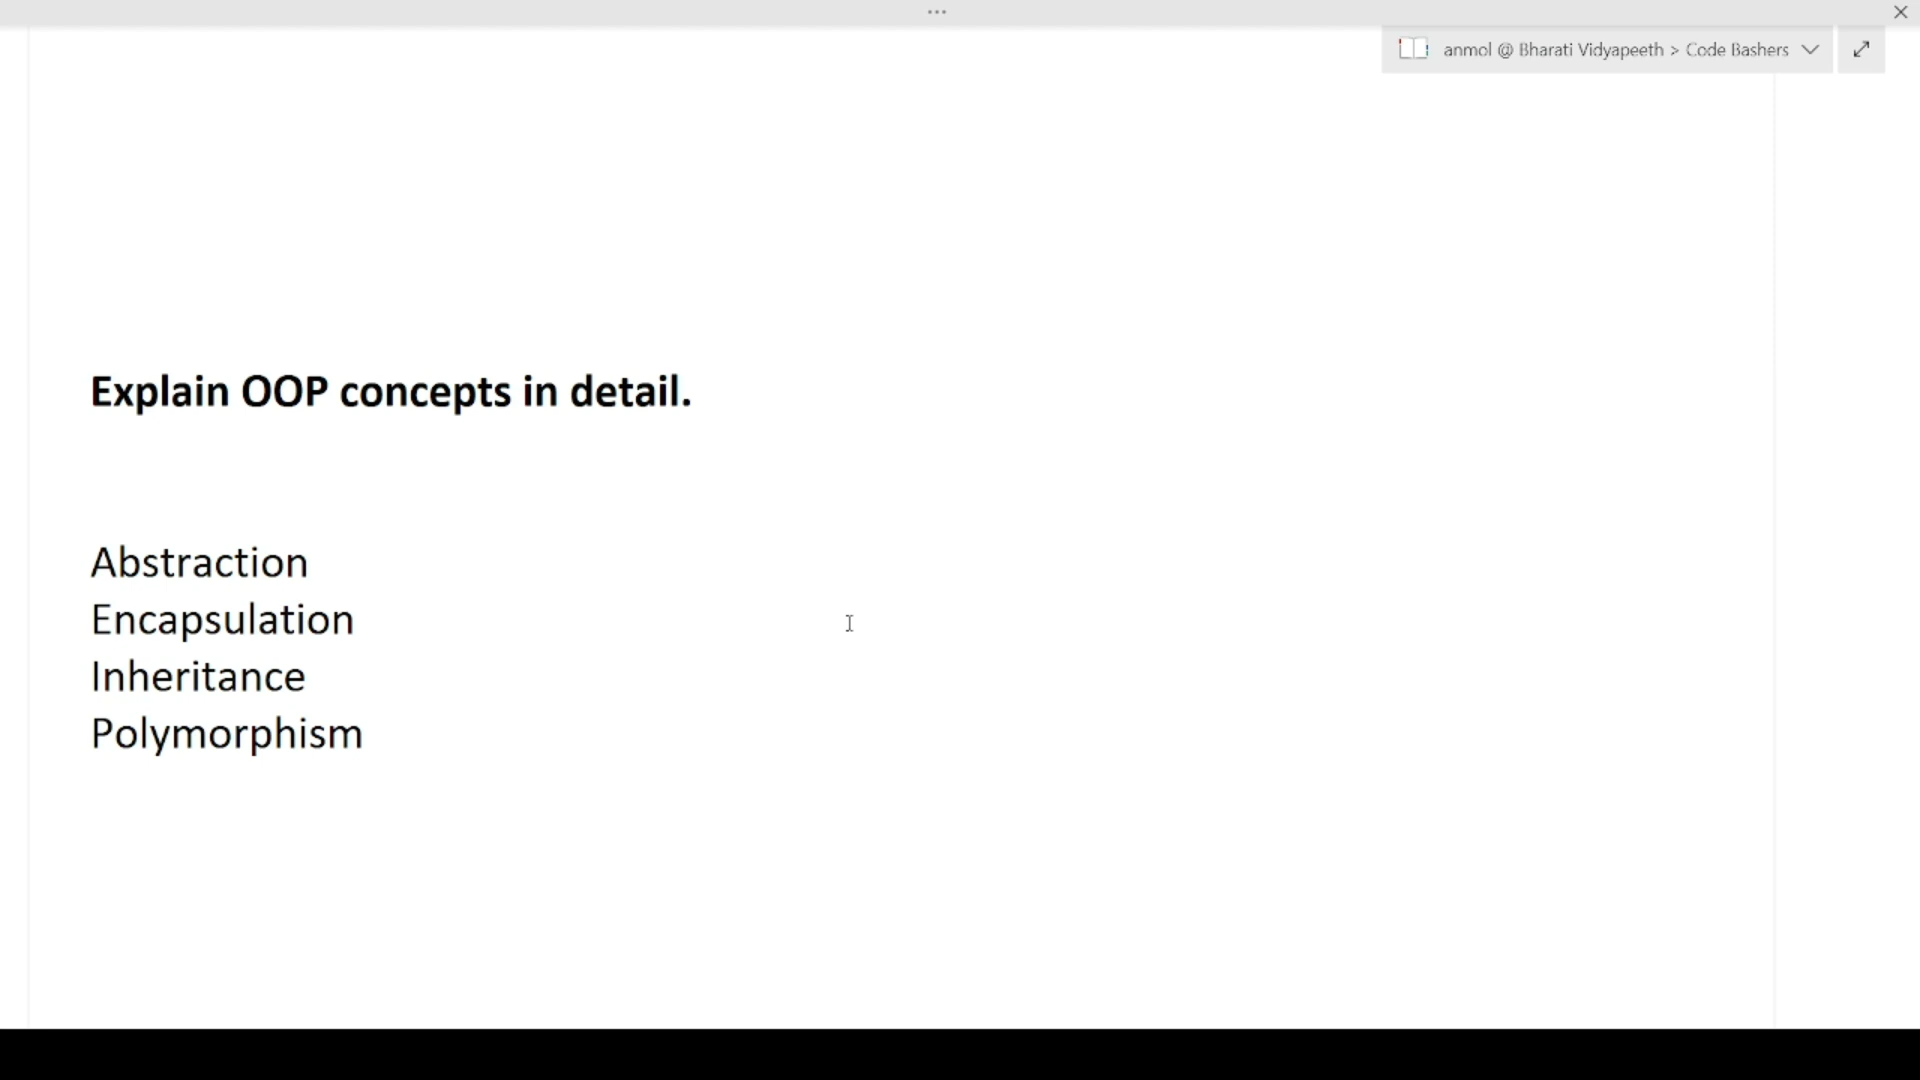 anmol @ Bharati Vidyapeeth > Code Bashers
Explain OOP concepts in detail.
Abstraction
Encapsulation
Inheritance
Polymorphism